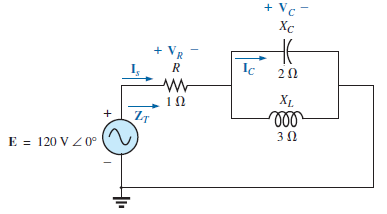 + V_C −
X_C
+ V_R −
I_s
R
I_C
2 Ω
1 Ω
Z_T
X_L
3 Ω
+
E = 120 V ∠ 0°
−